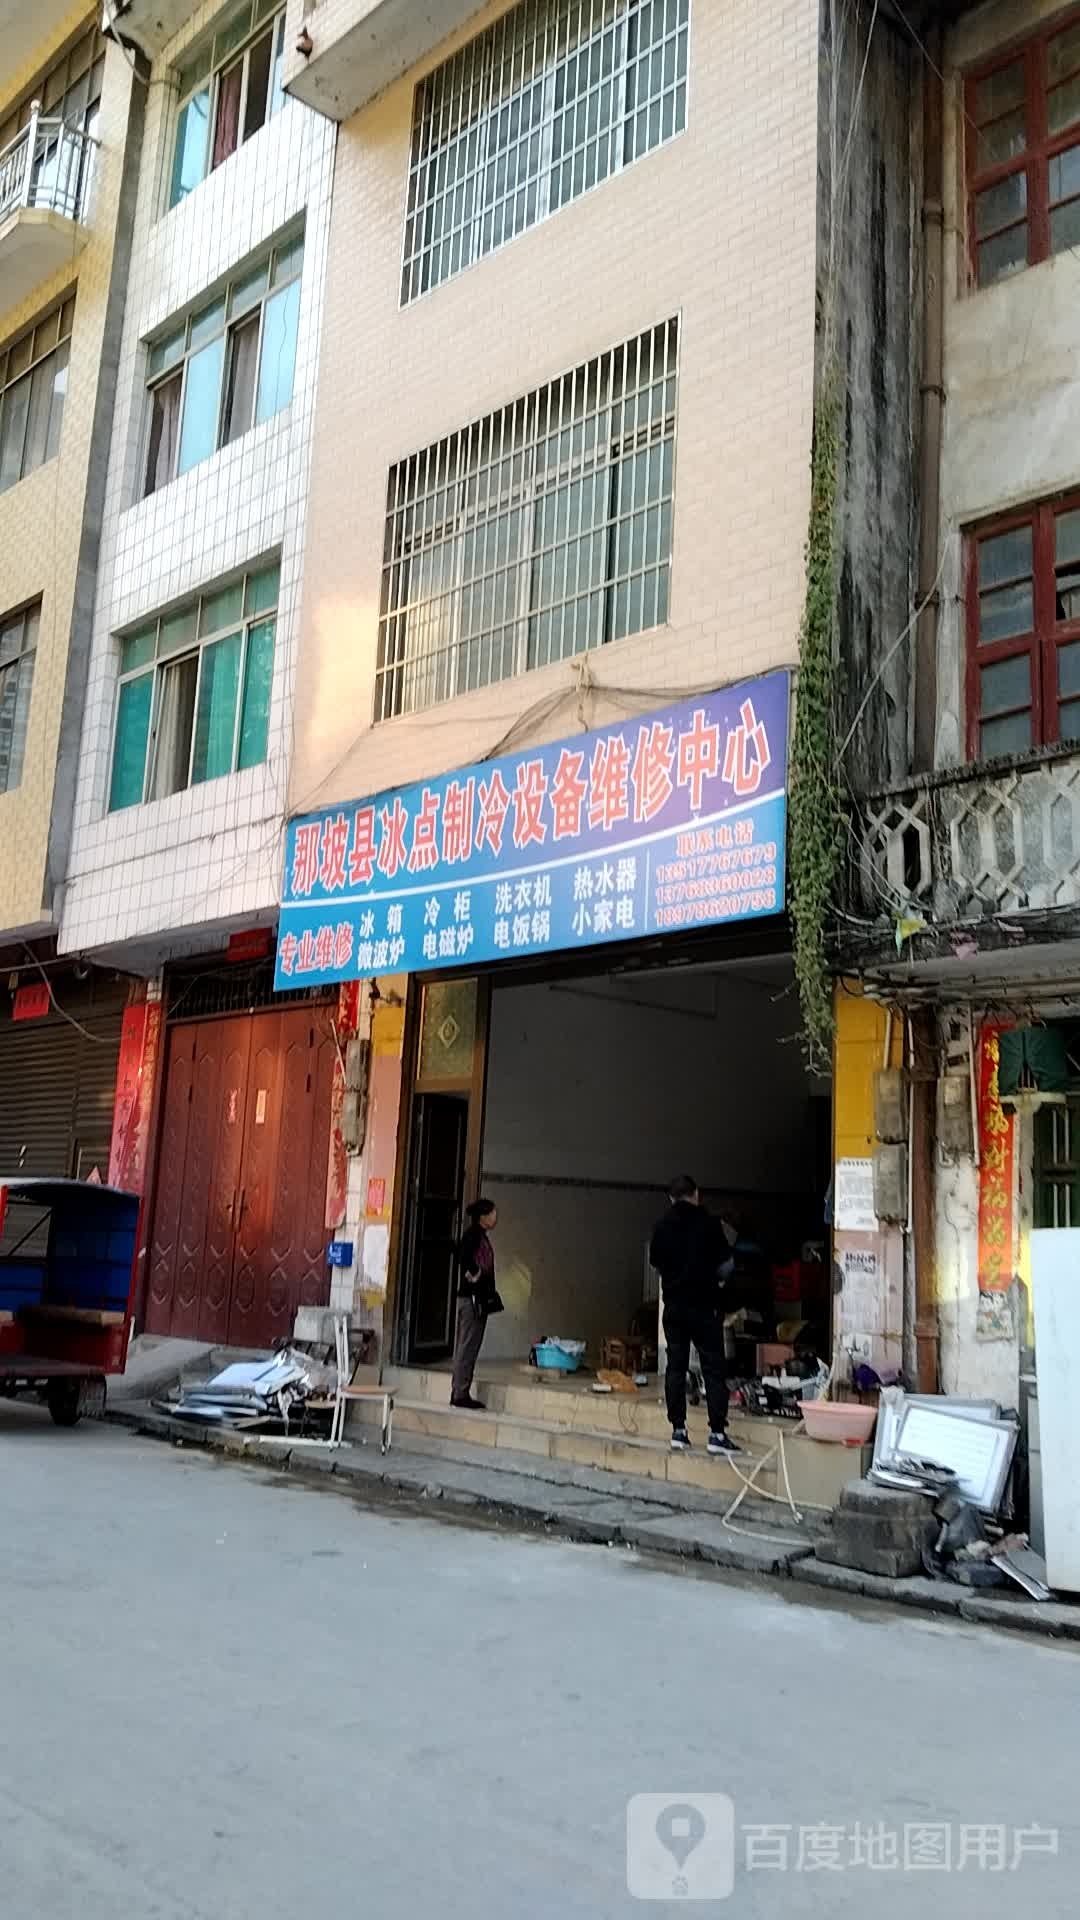 那坡县冰点制冷设备维修中心
专业维修
冰箱 冷柜 洗衣机 热水器
微波炉 电磁炉 电饭锅 小家电
联系电话
13517767679
13768360028
18978620758
百度地图用户